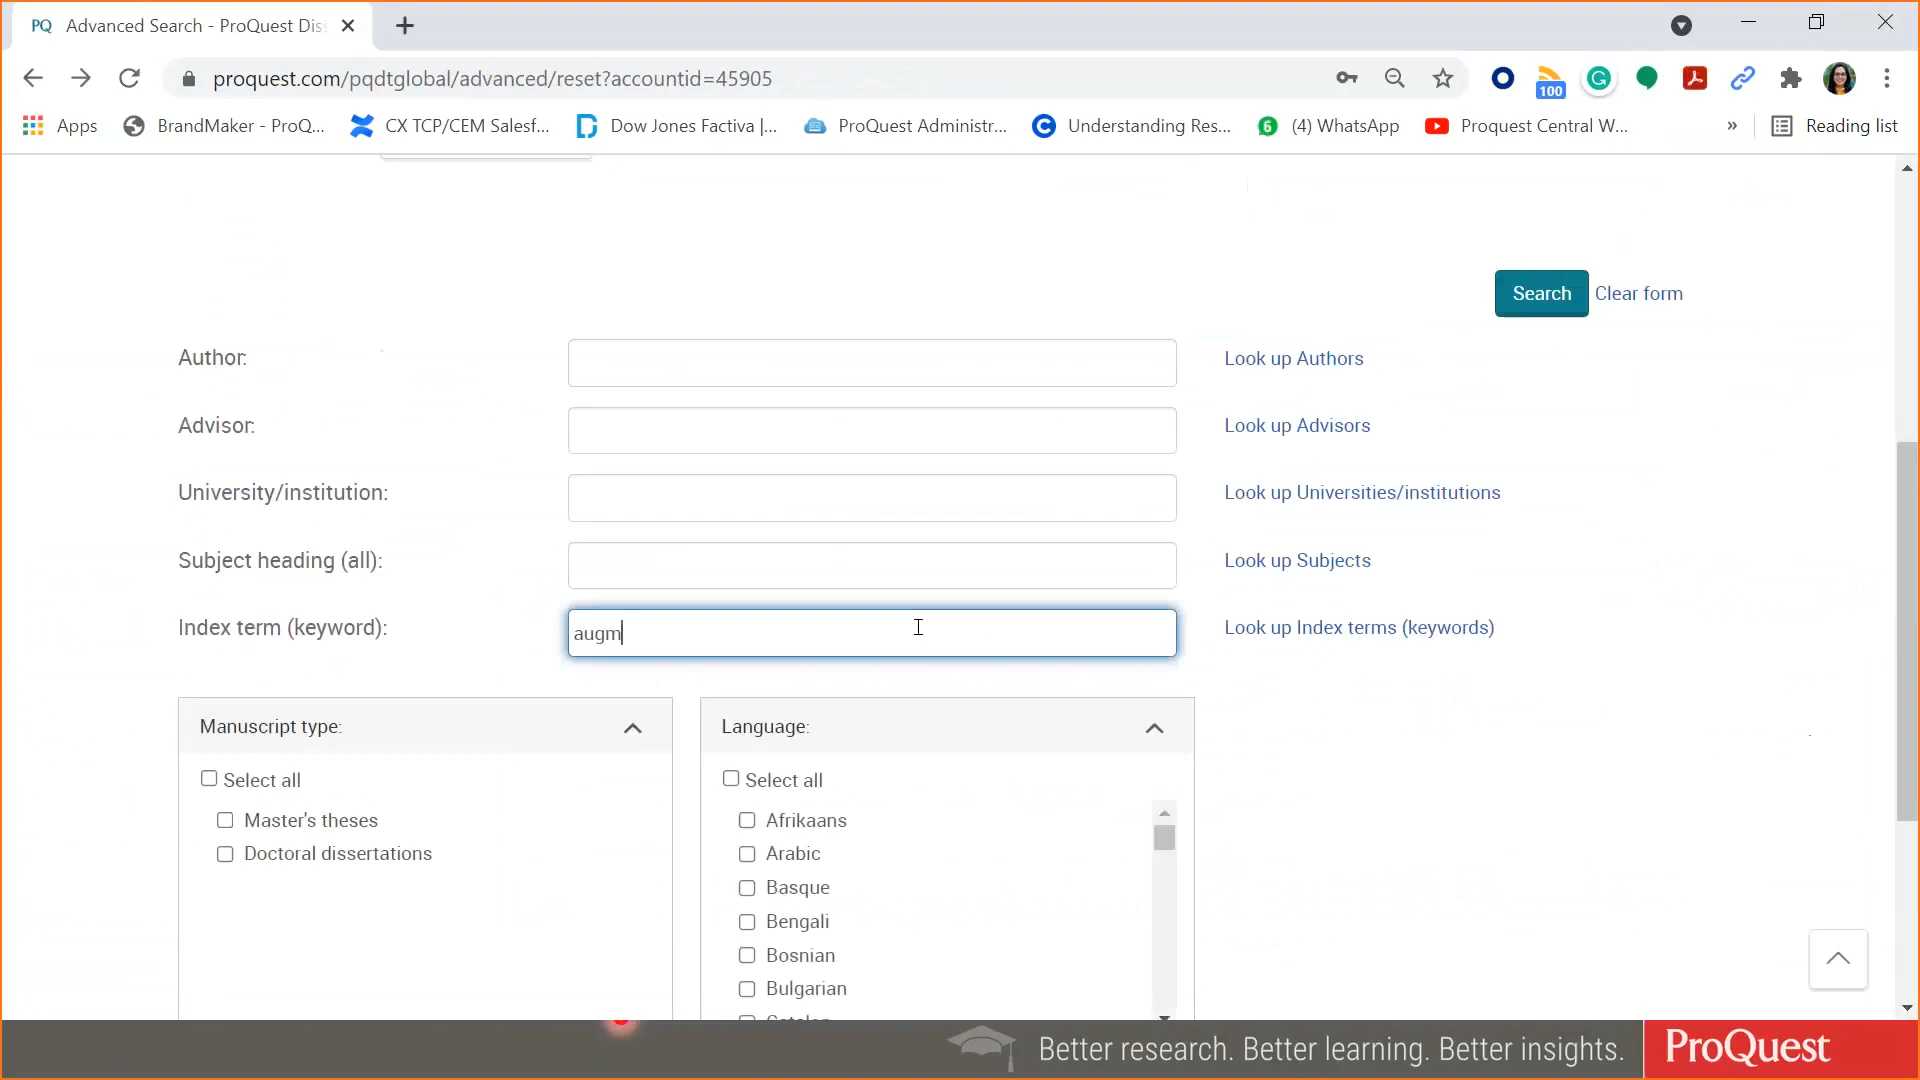 PQ Advanced Search - ProQuest Dis
proquest.com/pqdtglobal/advanced/reset?accountid=45905
100
Apps BrandMaker - ProQ... CX TCP/CEM Salesf... Dow Jones Factiva |... ProQuest Administr... Understanding Res... 6 (4) WhatsApp Proquest Central W... » Reading list
Search Clear form
Author: Look up Authors
Advisor: Look up Advisors
University/institution: Look up Universities/institutions
Subject heading (all): Look up Subjects
Index term (keyword): augm Look up Index terms (keywords)
Manuscript type: Language:
Select all Select all
Master's theses Afrikaans
Doctoral dissertations Arabic
Basque
Bengali
Bosnian
Bulgarian
Better research. Better learning. Better insights. ProQuest